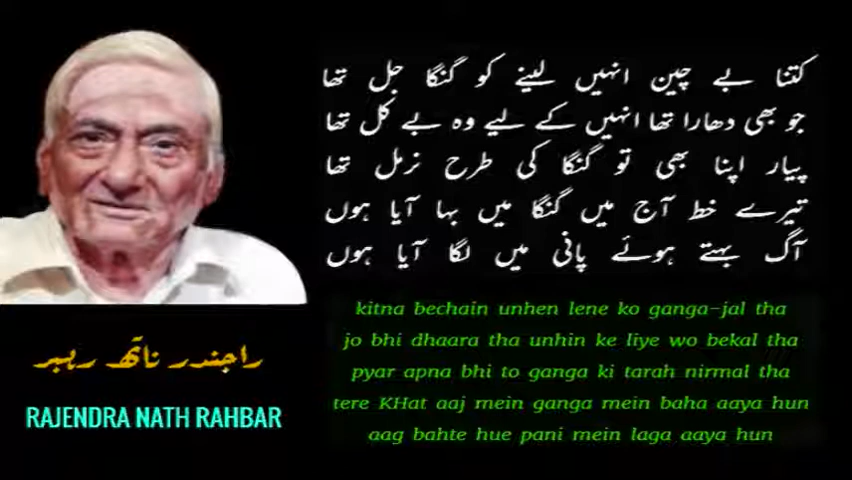 کتنا بے چین انہیں لینے کو گنگا جل تھا
جو بھی دھارا تھا انہیں کے لیے وہ بے کل تھا
پیار اپنا بھی تو گنگا کی طرح نرمل تھا
تیرے خط آج میں گنگا میں بہا آیا ہوں
آگ بہتے ہوئے پانی میں لگا آیا ہوں
kitna bechain unhen lene ko ganga-jal tha
jo bhi dhaara tha unhin ke liye wo bekal tha
pyar apna bhi to ganga ki tarah nirmal tha
tere KHat aaj mein ganga mein baha aaya hun
aag bahte hue pani mein laga aaya hun
راجندر ناتھ رہبر
RAJENDRA NATH RAHBAR